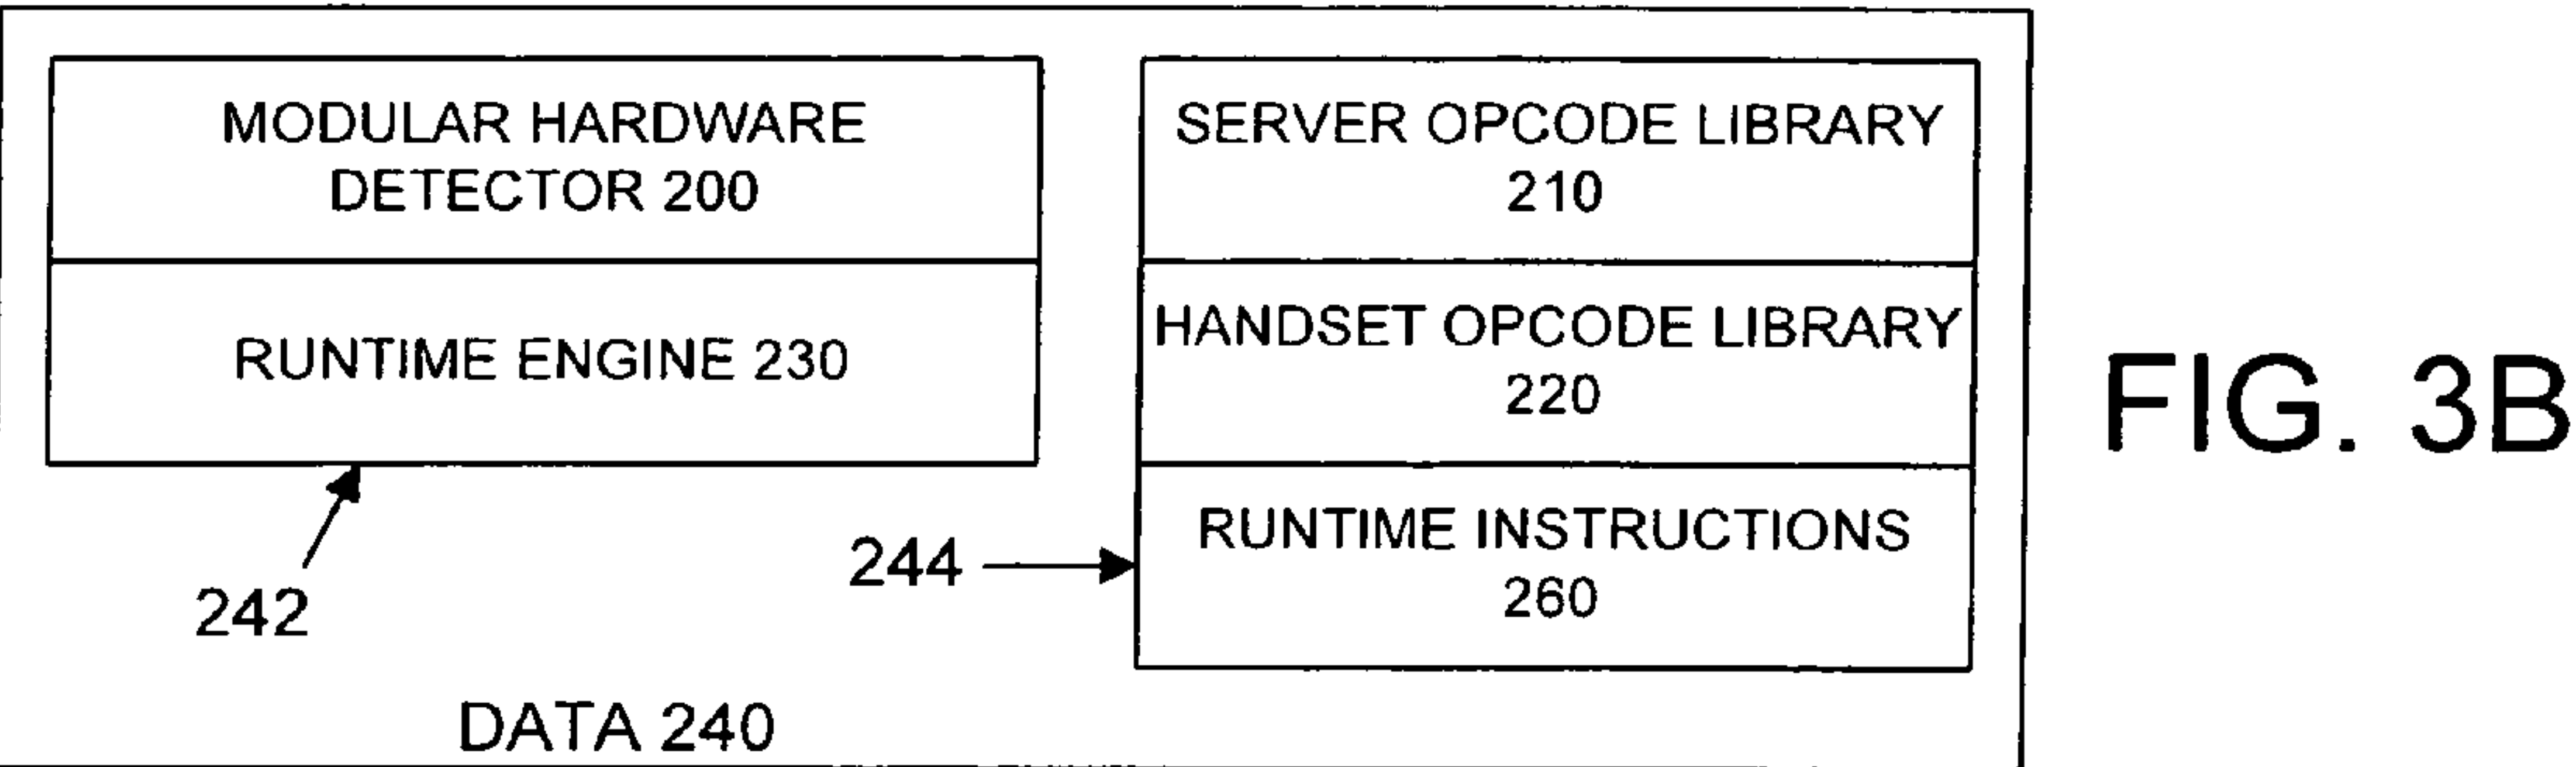 MODULAR HARDWARE
DETECTOR 200
RUNTIME ENGINE 230
242
SERVER OPCODE LIBRARY
210
HANDSET OPCODE LIBRARY
220
RUNTIME INSTRUCTIONS
260
244
DATA 240
FIG. 3B